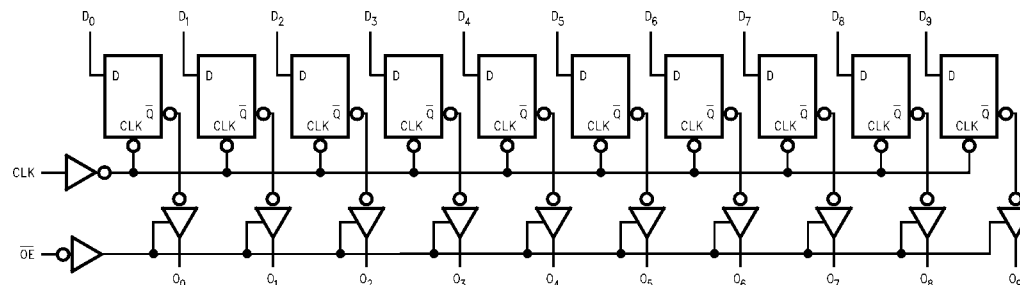 D0 D1 D2 D3 D4 D5 D6 D7 D8 D9
D D D D D D D D D D
Q̅ Q̅ Q̅ Q̅ Q̅ Q̅ Q̅ Q̅ Q̅ Q̅
CLK CLK CLK CLK CLK CLK CLK CLK CLK CLK
CLK
O̅E̅
O0 O1 O2 O3 O4 O5 O6 O7 O8 O9